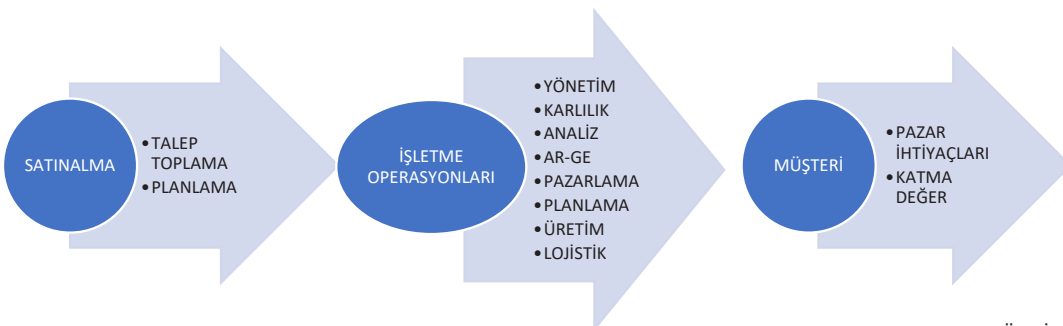 SATINALMA
•TALEP
TOPLAMA
•PLANLAMA
İŞLETME
OPERASYONLARI
•YÖNETİM
•KARLILIK
•ANALİZ
•AR-GE
•PAZARLAMA
•PLANLAMA
•ÜRETİM
•LOJİSTİK
MÜŞTERİ
•PAZAR
İHTİYAÇLARI
•KATMA
DEĞER